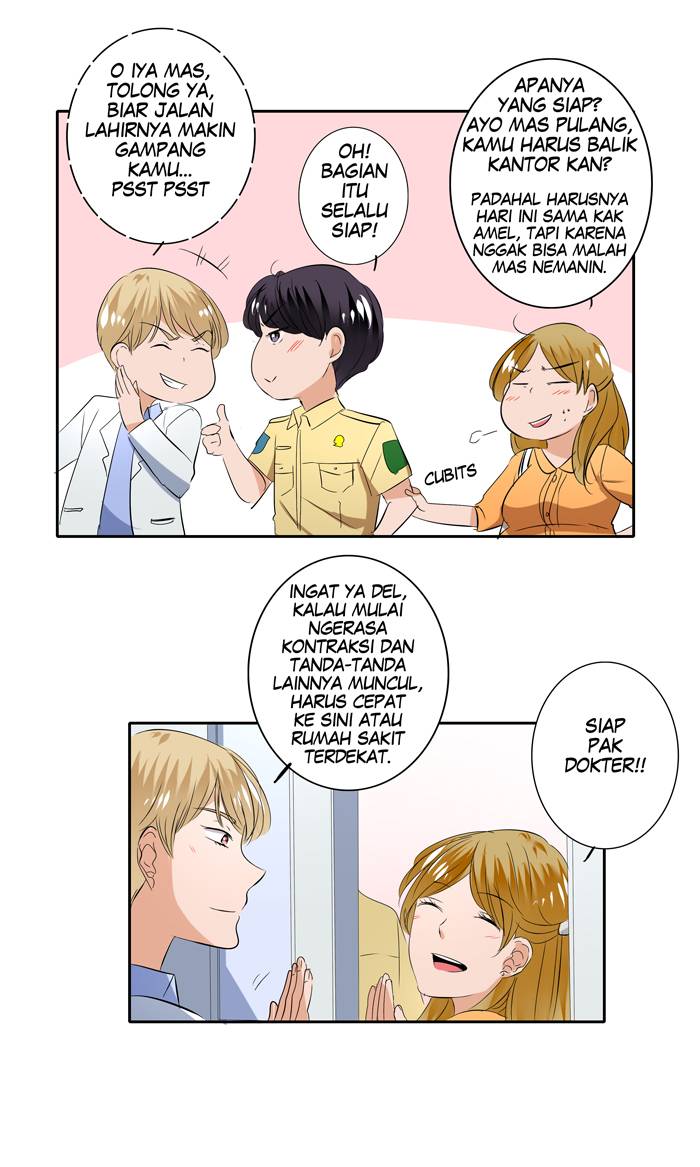 O IYA MAS,
TOLONG YA,
BIAR JALAN
LAHIRNYA MAKIN
GAMPANG
KAMU...
PSST PSST
OH!
BAGIAN
ITU
SELALU
SIAP!
APANYA
YANG SIAP?
AYO MAS PULANG,
KAMU HARUS BALIK
KANTOR KAN?
PADAHAL HARUSNYA
HARI INI SAMA KAK
AMEL, TAPI KARENA
NGGAK BISA MALAH
MAS NEMANIN.
CUBITS
INGAT YA DEL,
KALAU MULAI
NGERASA
KONTRAKSI DAN
TANDA-TANDA
LAINNYA MUNCUL,
HARUS CEPAT
KE SINI ATAU
RUMAH SAKIT
TERDEKAT.
SIAP
PAK
DOKTER!!